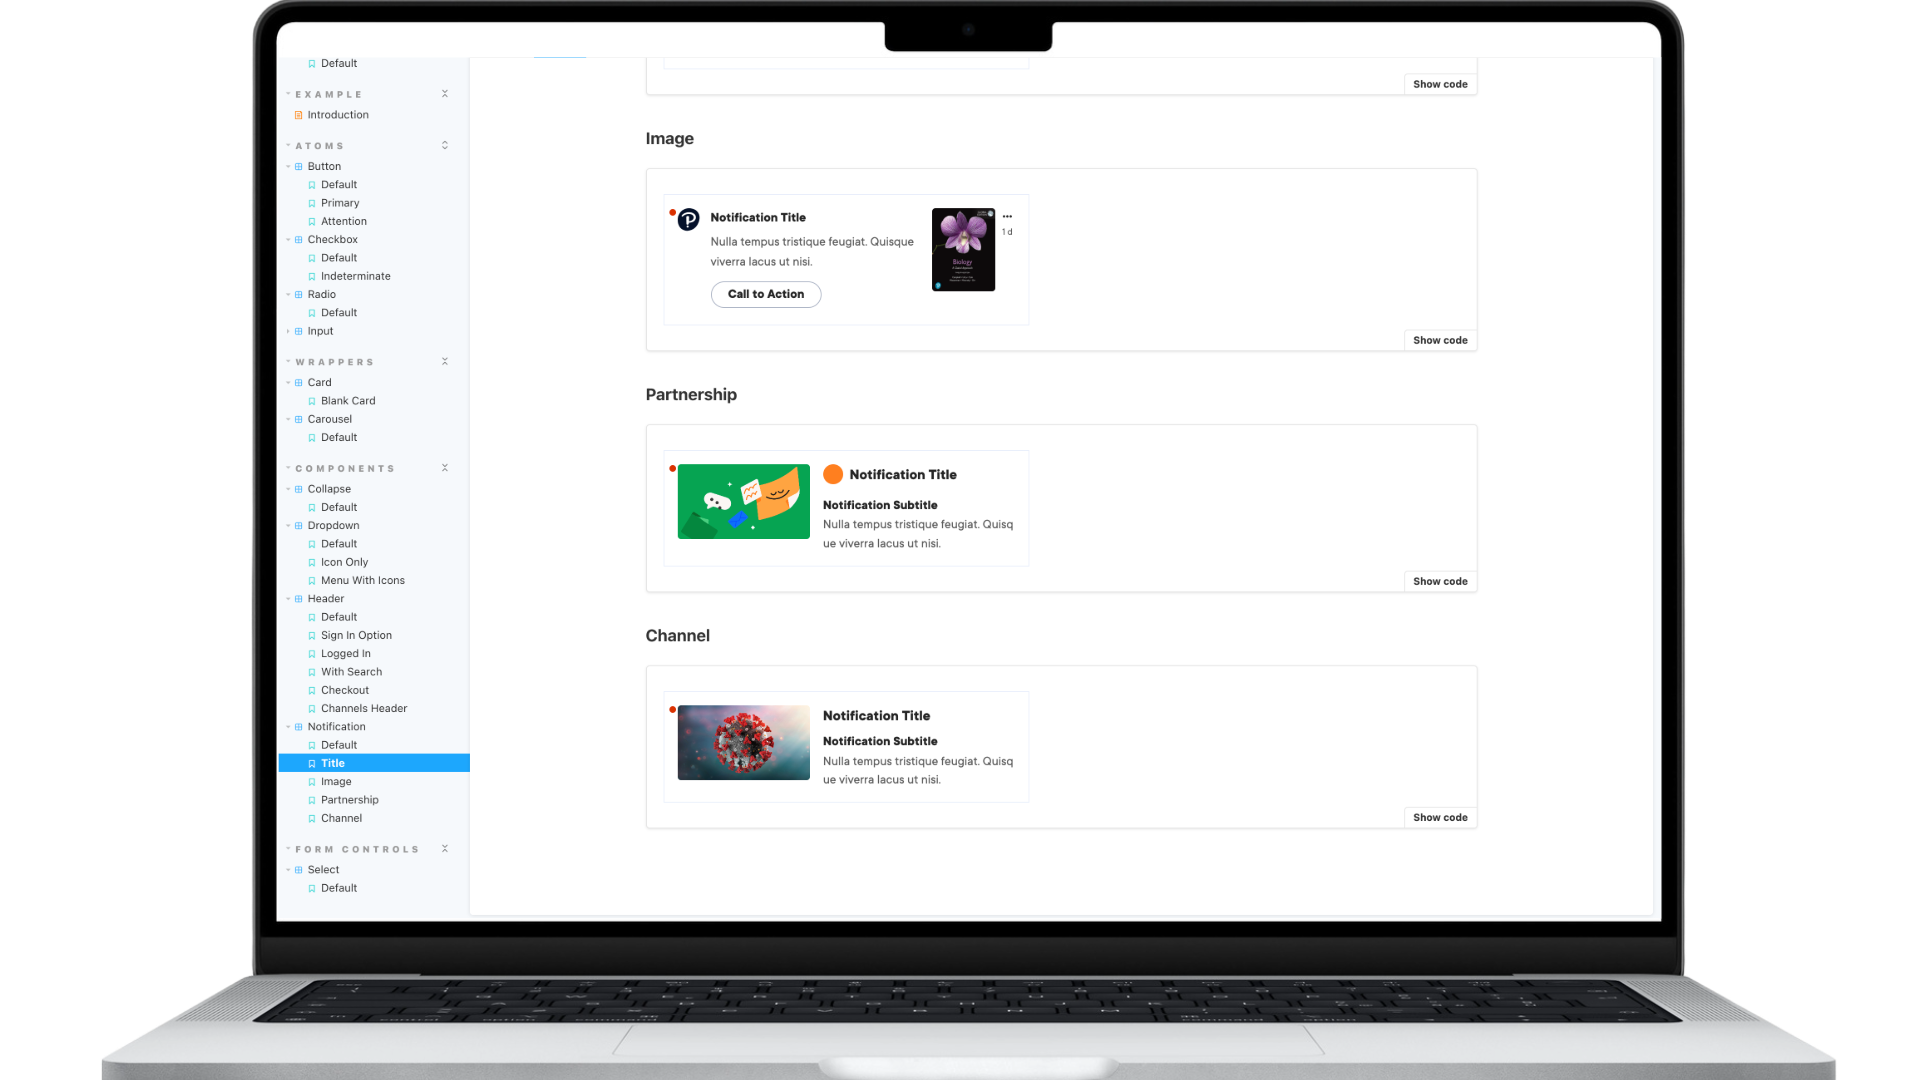 Default
EXAMPLE
Introduction
ATOMS
Button
Default
Primary
Attention
Checkbox
Default
Indeterminate
Radio
Default
Input
WRAPPERS
Card
Blank Card
Carousel
Default
COMPONENTS
Collapse
Default
Dropdown
Default
Icon Only
Menu With Icons
Header
Default
Sign In Option
Logged In
With Search
Checkout
Channels Header
Notification
Default
Title
Image
Partnership
Channel
FORM CONTROLS
Select
Default
Show code
Image
Notification Title
Nulla tempus tristique feugiat. Quisque
viverra lacus ut nisi.
Call to Action
Biology
...
1 d
Show code
Partnership
Notification Title
Notification Subtitle
Nulla tempus tristique feugiat. Quisq
ue viverra lacus ut nisi.
Show code
Channel
Notification Title
Notification Subtitle
Nulla tempus tristique feugiat. Quisq
ue viverra lacus ut nisi.
Show code